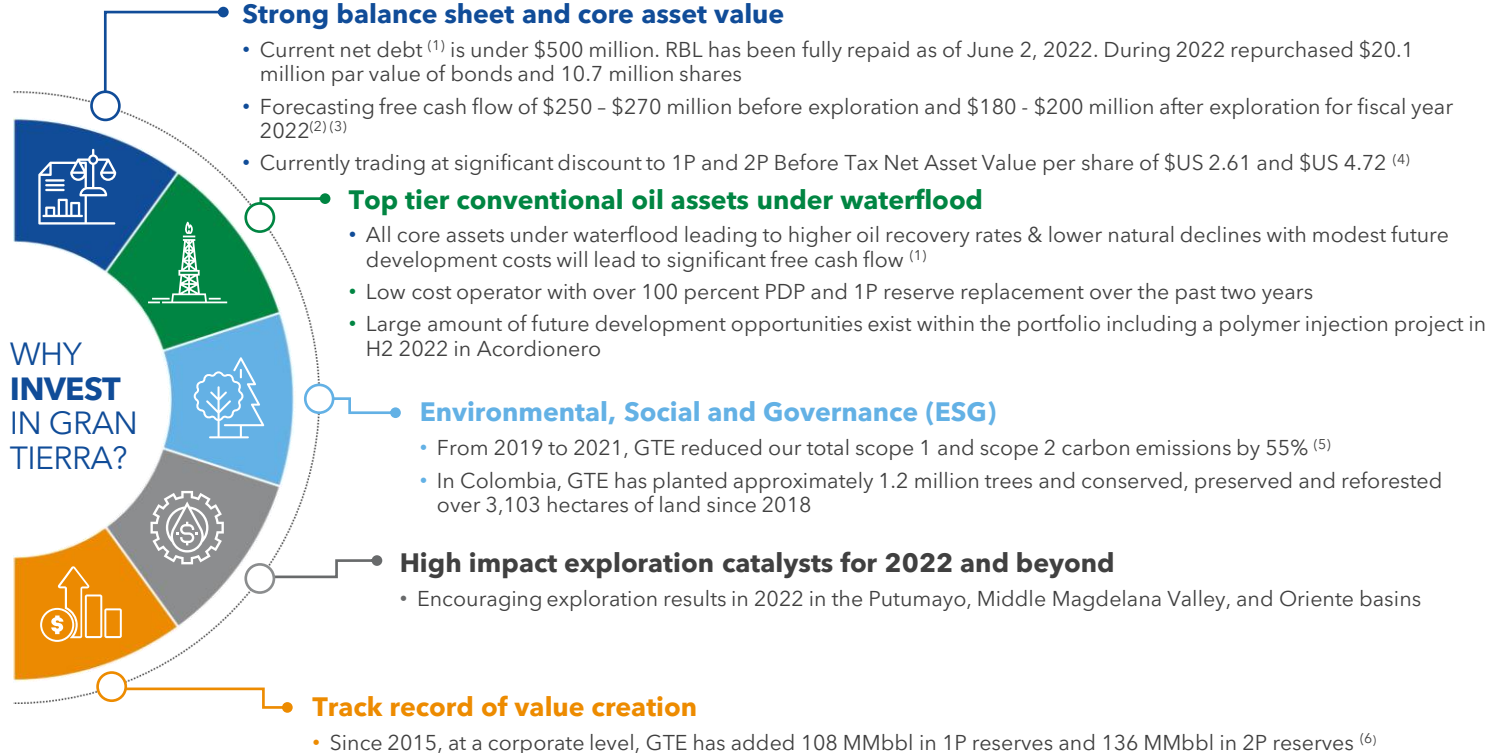 WHY
INVEST
IN GRAN
TIERRA?
Strong balance sheet and core asset value
• Current net debt (1) is under $500 million. RBL has been fully repaid as of June 2, 2022. During 2022 repurchased $20.1
million par value of bonds and 10.7 million shares
• Forecasting free cash flow of $250 – $270 million before exploration and $180 - $200 million after exploration for fiscal year
2022(2)(3)
• Currently trading at significant discount to 1P and 2P Before Tax Net Asset Value per share of $US 2.61 and $US 4.72 (4)
Top tier conventional oil assets under waterflood
• All core assets under waterflood leading to higher oil recovery rates & lower natural declines with modest future
development costs will lead to significant free cash flow (1)
• Low cost operator with over 100 percent PDP and 1P reserve replacement over the past two years
• Large amount of future development opportunities exist within the portfolio including a polymer injection project in
H2 2022 in Acordionero
Environmental, Social and Governance (ESG)
• From 2019 to 2021, GTE reduced our total scope 1 and scope 2 carbon emissions by 55% (5)
• In Colombia, GTE has planted approximately 1.2 million trees and conserved, preserved and reforested
over 3,103 hectares of land since 2018
High impact exploration catalysts for 2022 and beyond
• Encouraging exploration results in 2022 in the Putumayo, Middle Magdelana Valley, and Oriente basins
Track record of value creation
• Since 2015, at a corporate level, GTE has added 108 MMbbl in 1P reserves and 136 MMbbl in 2P reserves (6)